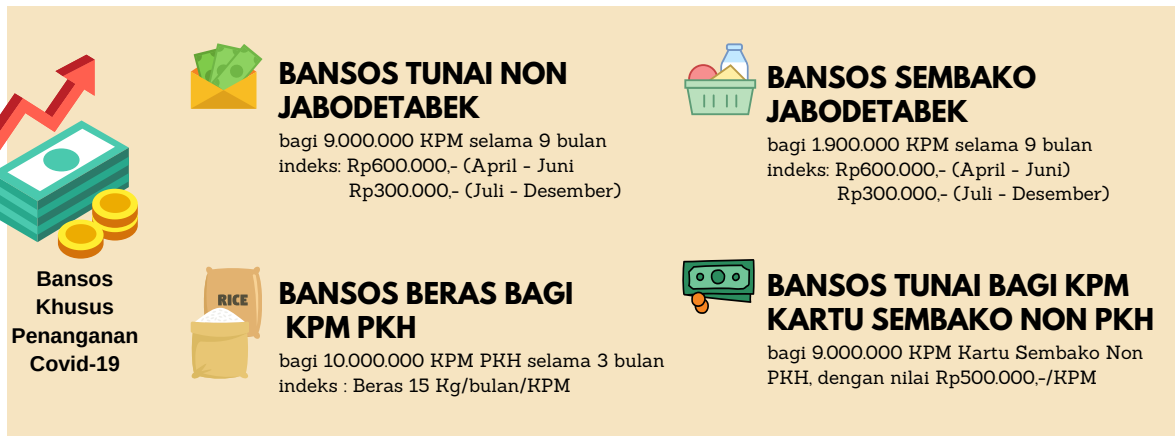 Bansos
Khusus
Penanganan
Covid-19
BANSOS TUNAI NON
JABODETABEK
bagi 9.000.000 KPM selama 9 bulan
indeks: Rp600.000,- (April - Juni
Rp300.000,- (Juli - Desember)
BANSOS SEMBAKO
JABODETABEK
bagi 1.900.000 KPM selama 9 bulan
indeks: Rp600.000,- (April - Juni)
Rp300.000,- (Juli - Desember)
RICE
BANSOS BERAS BAGI
KPM PKH
bagi 10.000.000 KPM PKH selama 3 bulan
indeks : Beras 15 Kg/bulan/KPM
BANSOS TUNAI BAGI KPM
KARTU SEMBAKO NON PKH
bagi 9.000.000 KPM Kartu Sembako Non
PKH, dengan nilai Rp500.000,-/KPM